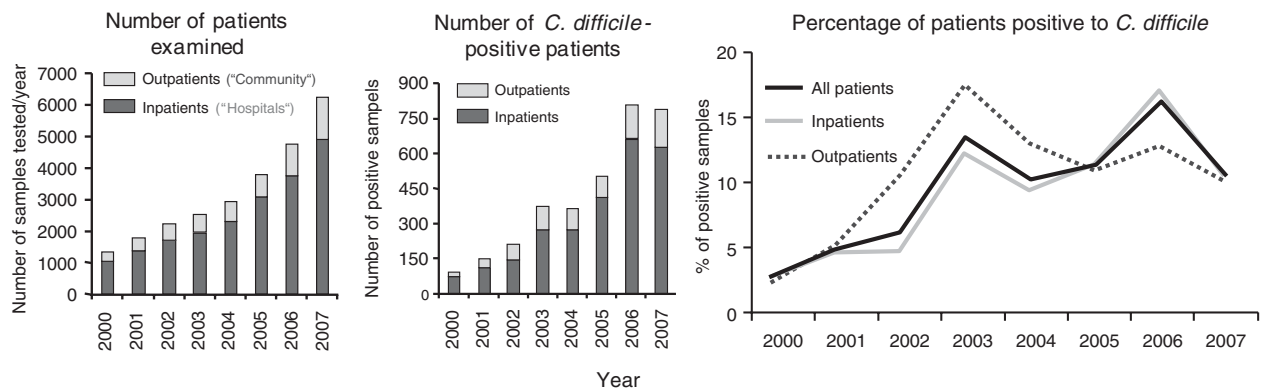 Number of patients
examined
Outpatients ("Community")
Inpatients ("Hospitals")
Number of samples tested/year
7000
6000
5000
4000
3000
2000
1000
0
2000
2001
2002
2003
2004
2005
2006
2007
Number of C. difficile-
positive patients
Outpatients
Inpatients
Number of positive sampels
900
750
600
450
300
150
0
2000
2001
2002
2003
2004
2005
2006
2007
Percentage of patients positive to C. difficile
All patients
Inpatients
Outpatients
% of positive samples
20
15
10
5
0
2000
2001
2002
2003
2004
2005
2006
2007
Year